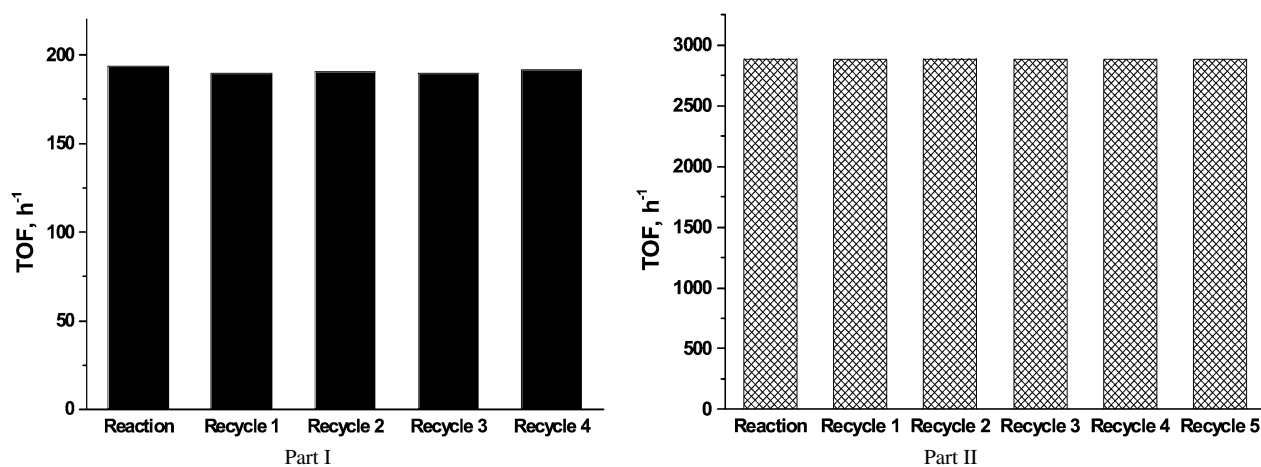 TOF, h-1
200
150
100
50
0
Reaction Recycle 1 Recycle 2 Recycle 3 Recycle 4
Part I
TOF, h-1
3000
2500
2000
1500
1000
500
0
Reaction Recycle 1 Recycle 2 Recycle 3 Recycle 4 Recycle 5
Part II